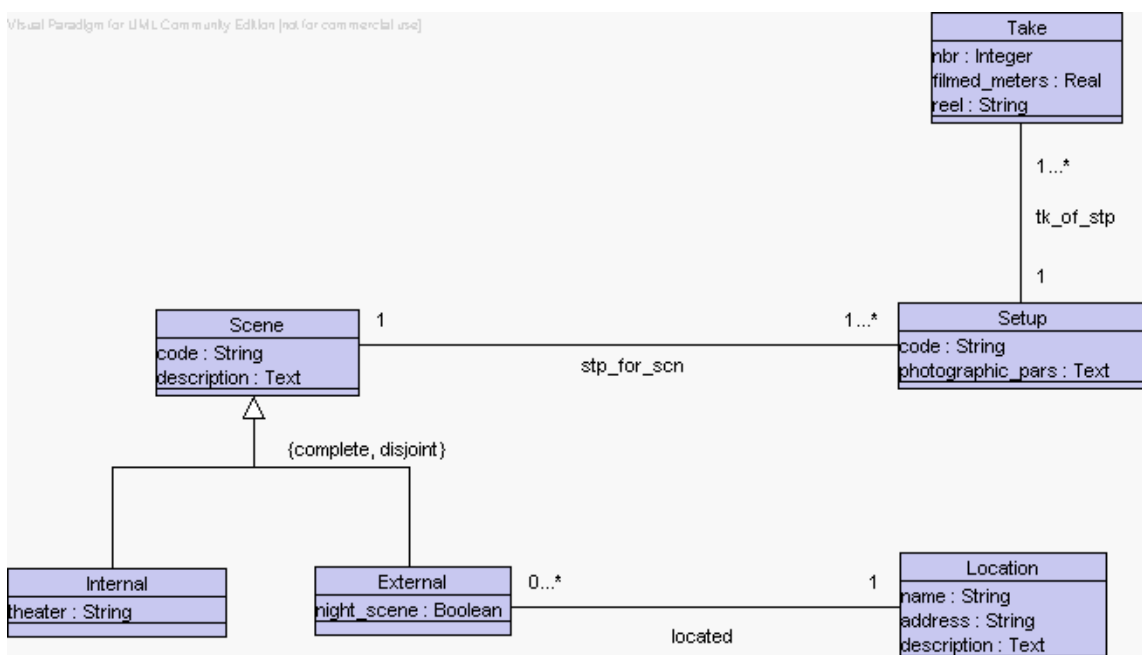 Visual Paradigm for UML Community Edition [not for commercial use]
Take
nbr : Integer
filmed_meters : Real
reel : String
1...*
tk_of_stp
1
Scene
code : String
description : Text
1
1...*
stp_for_scn
Setup
code : String
photographic_pars : Text
{complete, disjoint}
Internal
theater : String
External
night_scene : Boolean
0...*
1
located
Location
name : String
address : String
description : Text